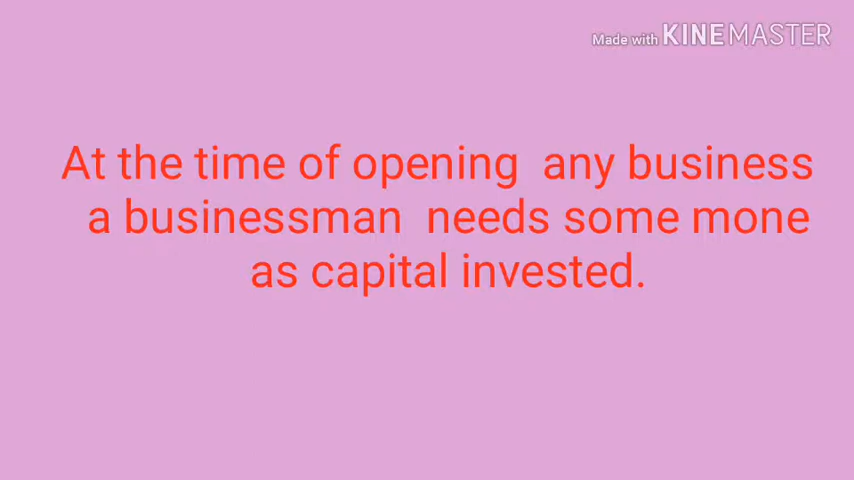 Made with KINEMASTER
At the time of opening any business
a businessman needs some mone
as capital invested.